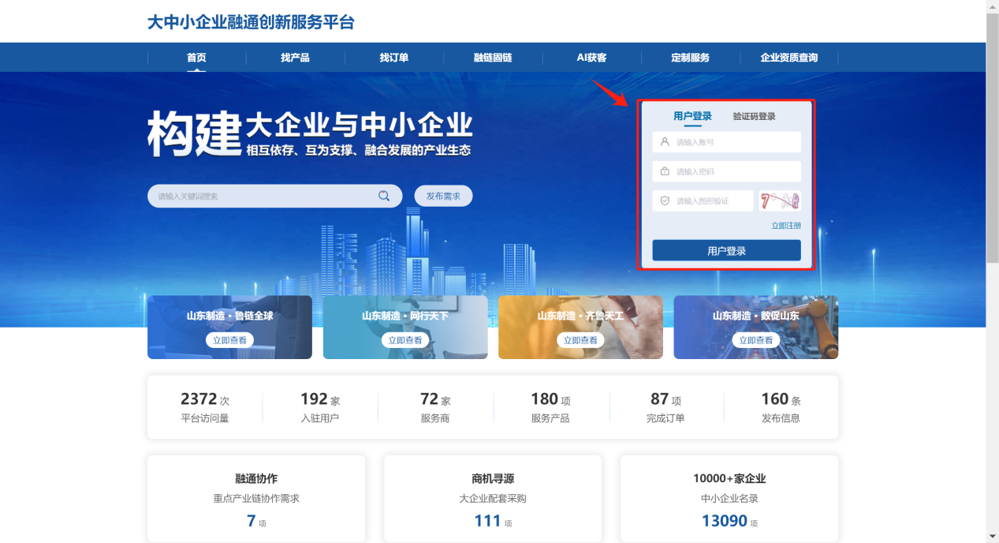 大中小企业融通创新服务平台
首页 找产品 找订单 融链固链 AI获客 定制服务 企业资质查询
构建大企业与中小企业
相互依存、互为支撑、融合发展的产业生态
请输入关键词搜索 发布需求
用户登录 验证码登录
请输入账号
请输入密码
请输入图形验证
立即注册
用户登录
山东制造·鲁链全球 山东制造·网行天下 山东制造·齐鲁天工 山东制造·数促山东
立即查看 立即查看 立即查看 立即查看
2372 次 192 家 72 家 180 项 87 项 160 条
平台访问量 入驻用户 服务商 服务产品 完成订单 发布信息
融通协作 商机寻源 10000+家企业
重点产业链协作需求 大企业配套采购 中小企业名录
7 项 111 项 13090 项